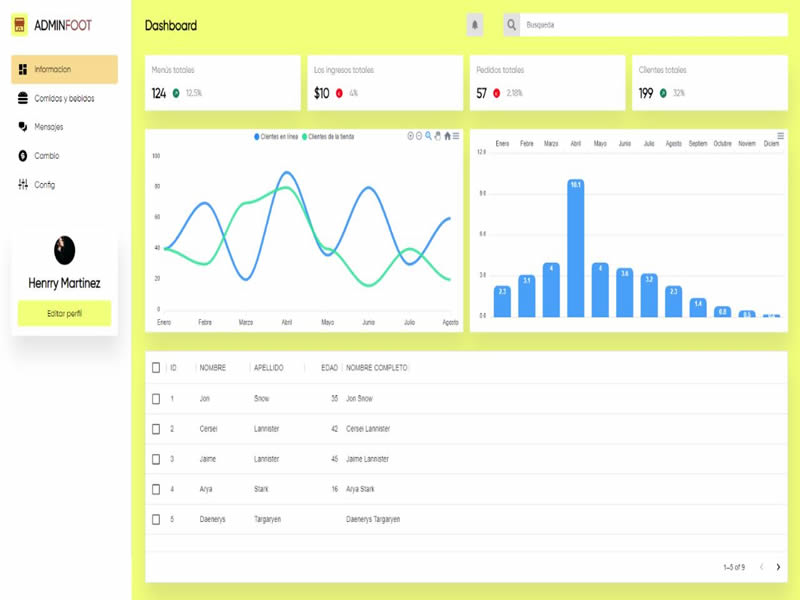 ADMINFOOT
Informacion
Comidas y bebidas
Mensajes
Cambio
Config
Henrry Martinez
Editar perfil
Dashboard
Busqueda
Menús totales
124 12,5%
Los ingresos totales
$10 4%
Pedidos totales
57 2,18%
Clientes totales
199 32%
Clientes en línea Clientes de la tienda
100
80
60
40
20
0
Enero Febre Marzo Abril Mayo Junio Julio Agosto
Enero Febre Marzo Abril Mayo Junio Julio Agosto Septiem Octubre Noviem Diciem
12.0
9.0
6.0
3.0
0.0
2.3 3.1 4 10.1 4 3.6 3.2 2.3 1.4 0.8 0.5
ID NOMBRE APELLIDO EDAD NOMBRE COMPLETO
1 Jon Snow 35 Jon Snow
2 Cersei Lannister 42 Cersei Lannister
3 Jaime Lannister 45 Jaime Lannister
4 Arya Stark 16 Arya Stark
5 Daenerys Targaryen Daenerys Targaryen
1–5 of 9